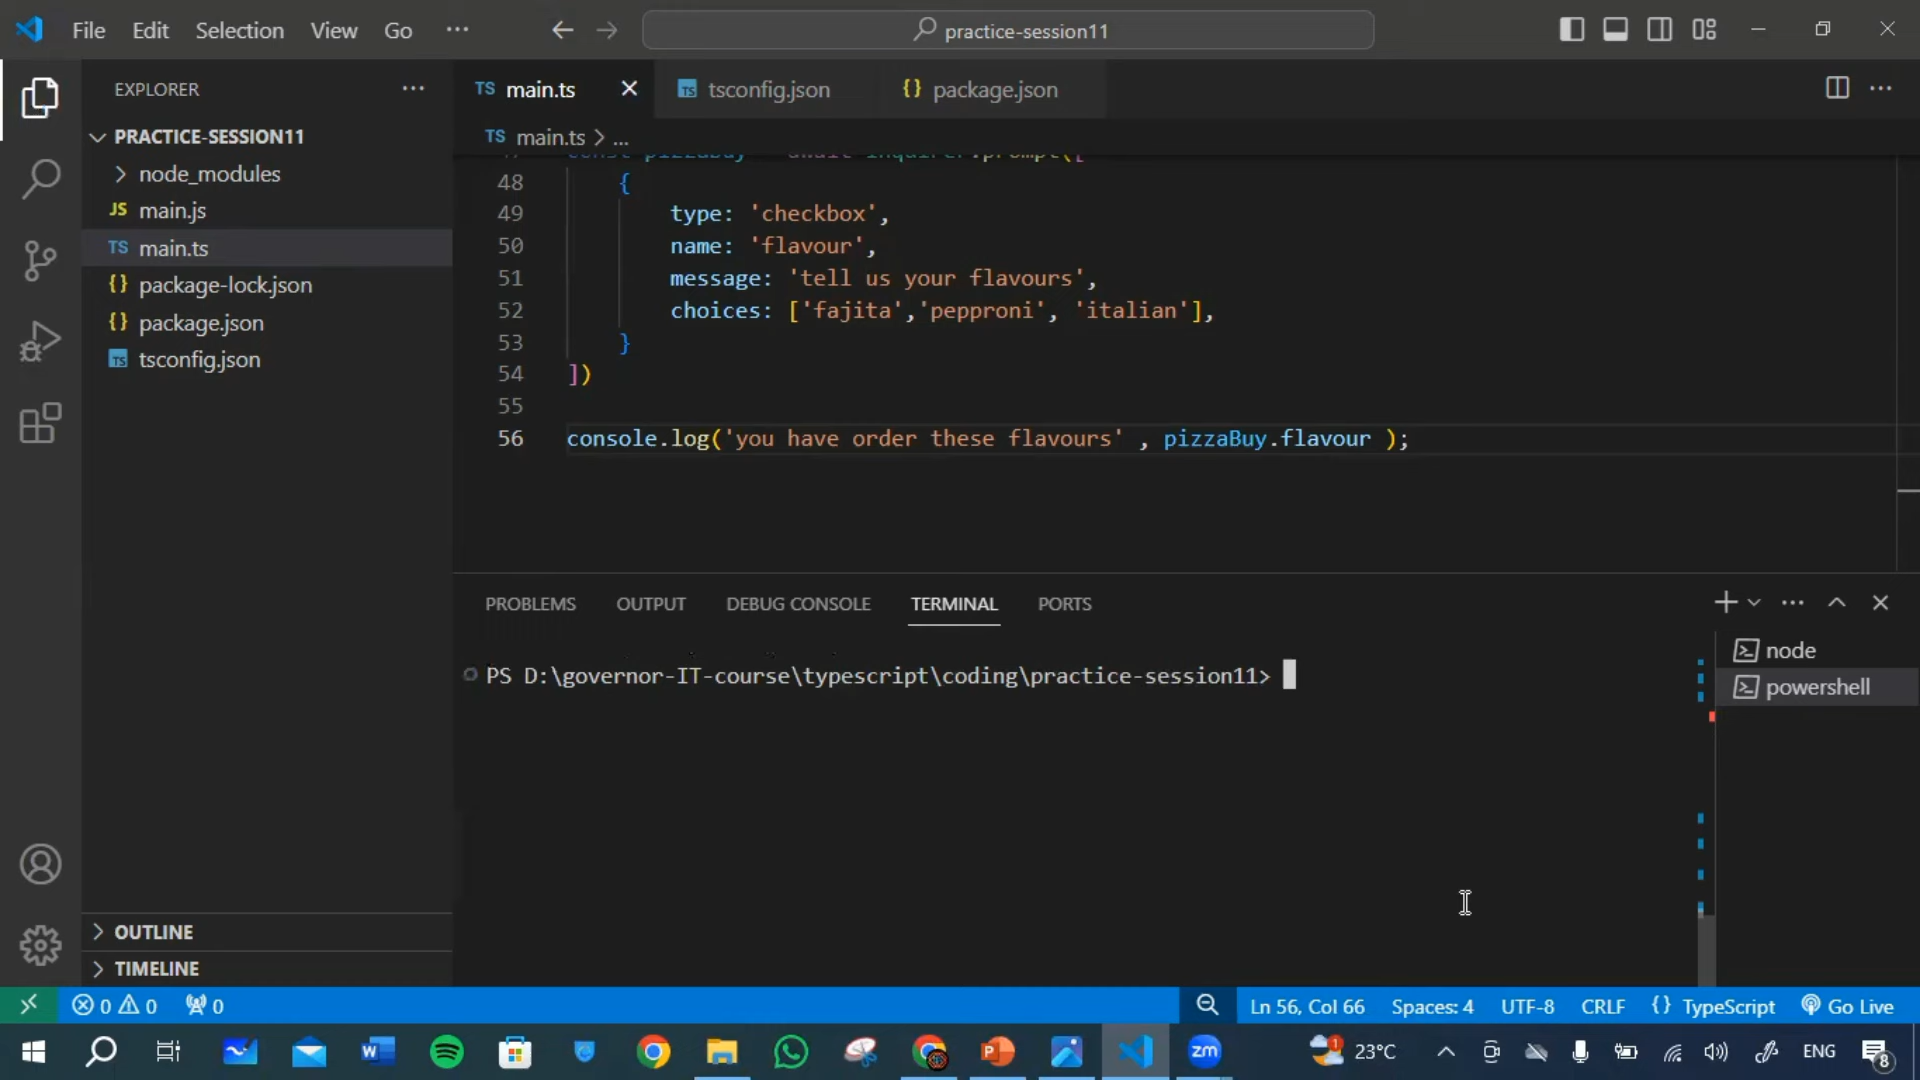 File Edit Selection View Go ··· practice-session11
EXPLORER ···
PRACTICE-SESSION11
node_modules
JS main.js
TS main.ts
{} package-lock.json
{} package.json
TS tsconfig.json
OUTLINE
TIMELINE
TS main.ts TS tsconfig.json {} package.json
TS main.ts > ...
48 {
49 type: 'checkbox',
50 name: 'flavour',
51 message: 'tell us your flavours',
52 choices: ['fajita','pepproni', 'italian'],
53 }
54 ])
55
56 console.log('you have order these flavours' , pizzaBuy.flavour );
PROBLEMS OUTPUT DEBUG CONSOLE TERMINAL PORTS
PS D:\governor-IT-course\typescript\coding\practice-session11>
node
powershell
0 0 0 Ln 56, Col 66 Spaces: 4 UTF-8 CRLF {} TypeScript Go Live
W P zm 1 23°C ENG 8